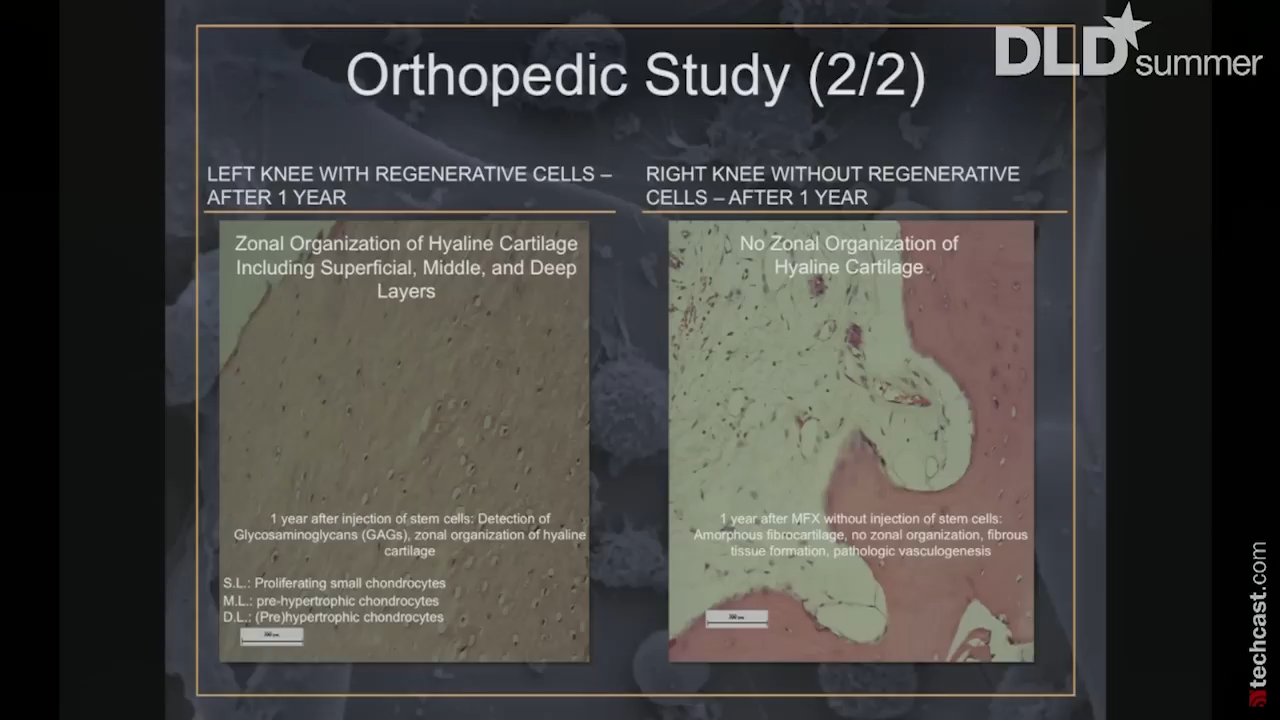 DLD summer
Orthopedic Study (2/2)
LEFT KNEE WITH REGENERATIVE CELLS –
AFTER 1 YEAR
Zonal Organization of Hyaline Cartilage
Including Superficial, Middle, and Deep
Layers
1 year after injection of stem cells: Detection of
Glycosaminoglycans (GAGs), zonal organization of hyaline
cartilage
S.L.: Proliferating small chondrocytes
M.L.: pre-hypertrophic chondrocytes
D.L.: (Pre)hypertrophic chondrocytes
RIGHT KNEE WITHOUT REGENERATIVE
CELLS – AFTER 1 YEAR
No Zonal Organization of
Hyaline Cartilage
1 year after MFX without injection of stem cells:
Amorphous fibrocartilage, no zonal organization, fibrous
tissue formation, pathologic vasculogenesis
techcast.com